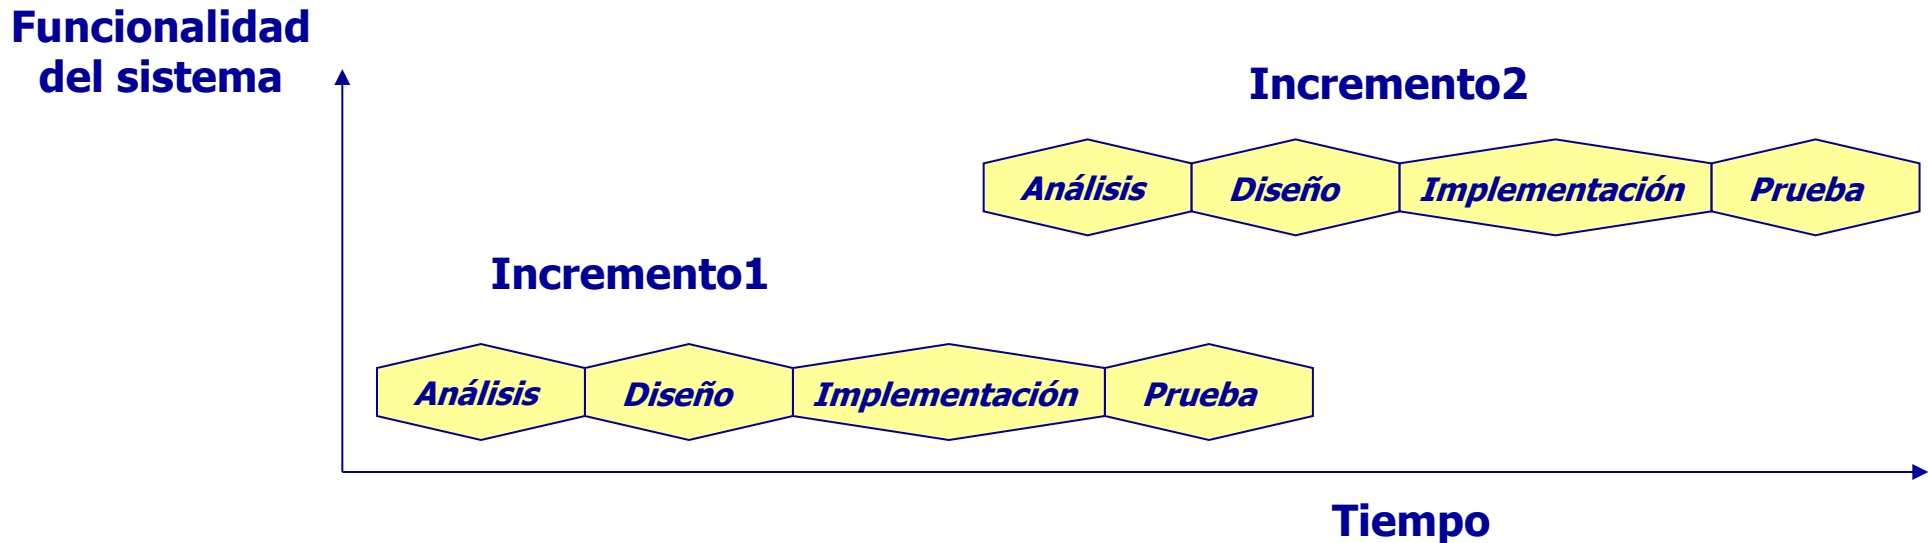 Funcionalidad
del sistema
Incremento2
Análisis Diseño Implementación Prueba
Incremento1
Análisis Diseño Implementación Prueba
Tiempo